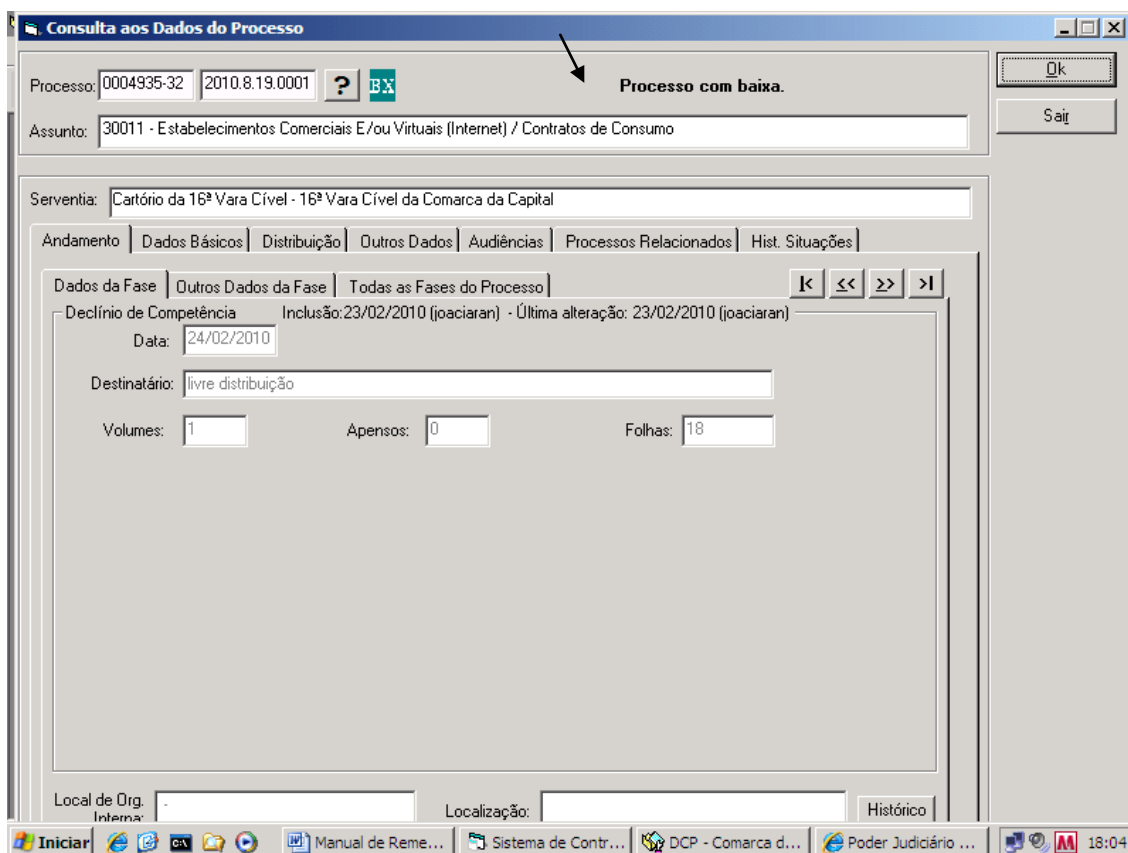 Consulta aos Dados do Processo
Ok
Sair
Processo: 0004935-32 2010.8.19.0001 ? BX Processo com baixa.
Assunto: 30011 - Estabelecimentos Comerciais E/ou Virtuais (Internet) / Contratos de Consumo
Serventia: Cartório da 16ª Vara Cível - 16ª Vara Cível da Comarca da Capital
Andamento Dados Básicos Distribuição Outros Dados Audiências Processos Relacionados Hist. Situações
Dados da Fase Outros Dados da Fase Todas as Fases do Processo |< << >> >|
Declínio de Competência Inclusão:23/02/2010 (joaciaran) - Última alteração: 23/02/2010 (joaciaran)
Data: 24/02/2010
Destinatário: livre distribuição
Volumes: 1 Apensos: 0 Folhas: 18
Local de Org. Interna: . Localização: Histórico
Iniciar Manual de Reme... Sistema de Contr... DCP - Comarca d... Poder Judiciário ... 18:04